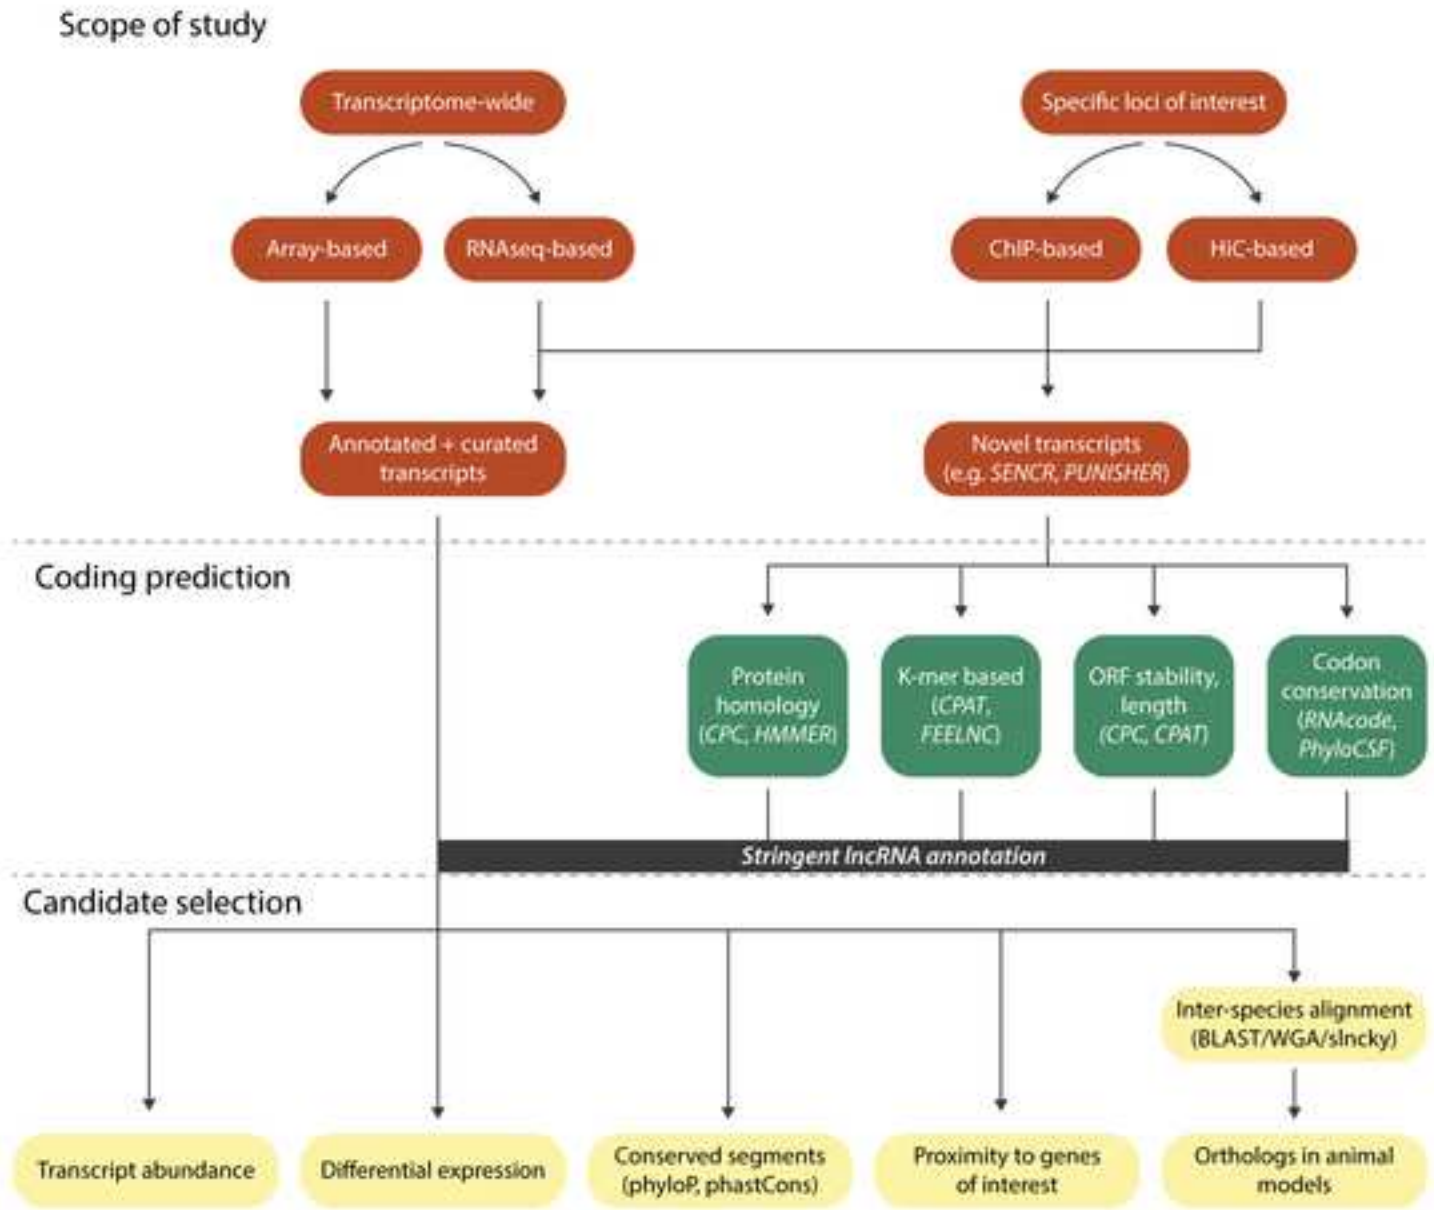 Scope of study
Transcriptome-wide
Specific loci of interest
Array-based
RNAseq-based
ChIP-based
HiC-based
Annotated + curated
transcripts
Novel transcripts
(e.g. SENCR, PUNISHER)
Coding prediction
Protein
homology
(CPC, HMMER)
K-mer based
(CPAT,
FEELNC)
ORF stability,
length
(CPC, CPAT)
Codon
conservation
(RNAcode,
PhyloCSF)
Stringent lncRNA annotation
Candidate selection
Inter-species alignment
(BLAST/WGA/slncky)
Transcript abundance
Differential expression
Conserved segments
(phyloP, phastCons)
Proximity to genes
of interest
Orthologs in animal
models